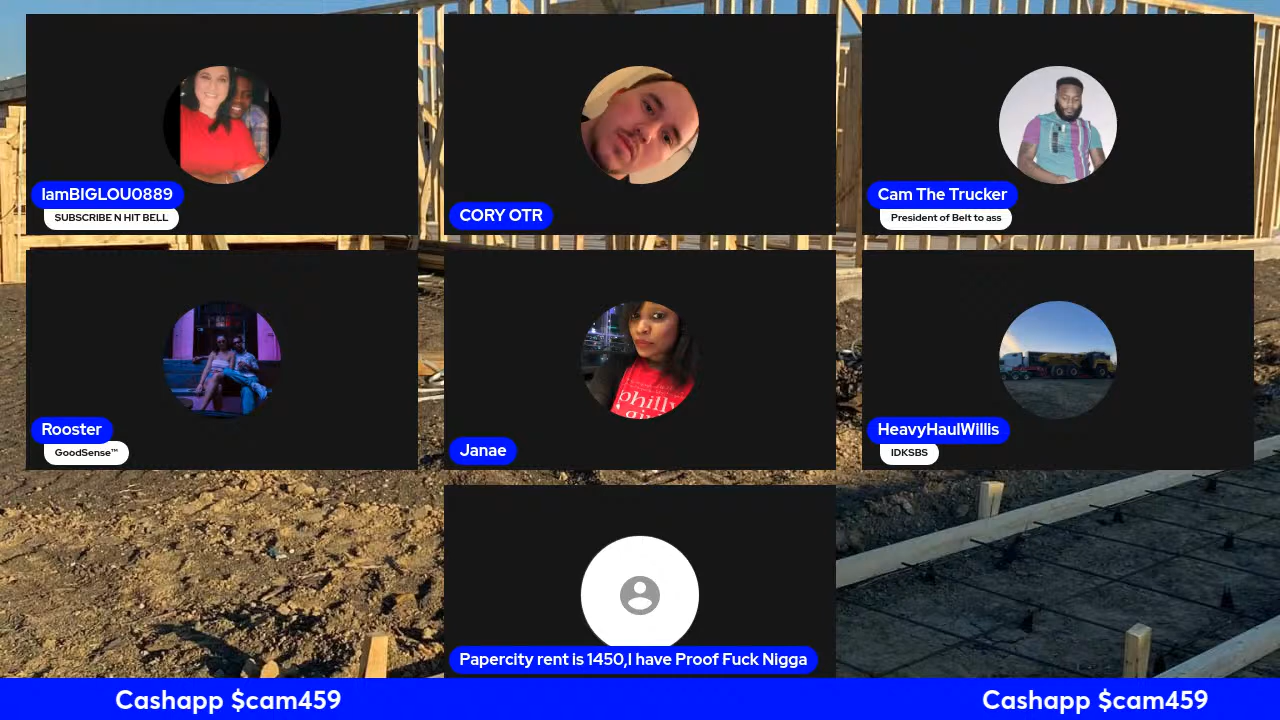 IamBIGLOU0889
SUBSCRIBE N HIT BELL
CORY OTR
Cam The Trucker
President of Belt to ass
Rooster
GoodSense™
philly
Janae
HeavyHaulWillis
IDKSBS
Papercity rent is 1450,I have Proof Fuck Nigga
Cashapp $cam459
Cashapp $cam459